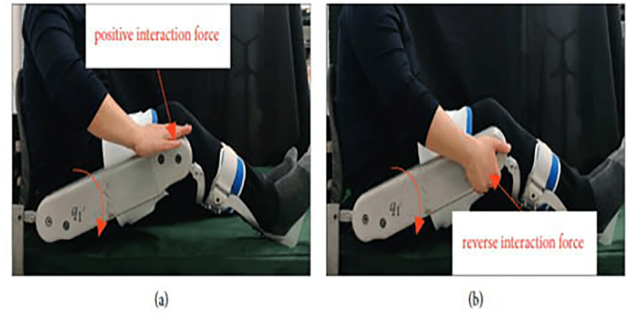 positive interaction force
q1
(a)
q1
reverse interaction force
(b)